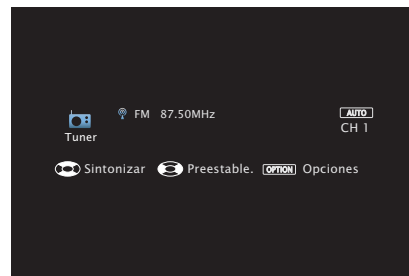 FM 87.50MHz
AUTO
CH 1
Tuner
Sintonizar Preestable. OPTION Opciones